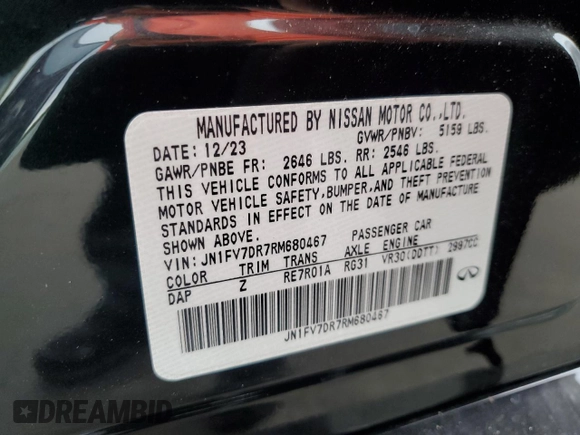 MANUFACTURED BY NISSAN MOTOR CO.,LTD.
DATE: 12/23 GVWR/PNBV: 5159 LBS.
GAWR/PNBE FR: 2646 LBS. RR: 2546 LBS.
THIS VEHICLE CONFORMS TO ALL APPLICABLE FEDERAL
MOTOR VEHICLE SAFETY,BUMPER,AND THEFT PREVENTION
STANDARDS IN EFFECT ON THE DATE OF MANUFACTURE
SHOWN ABOVE.
VIN: JN1FV7DR7RM680467 PASSENGER CAR
COLOR TRIM TRANS AXLE ENGINE
DAP Z RE7R01A RG31 VR30(DDTT) 2997CC
JN1FV7DR7RM680467
DREAMBID